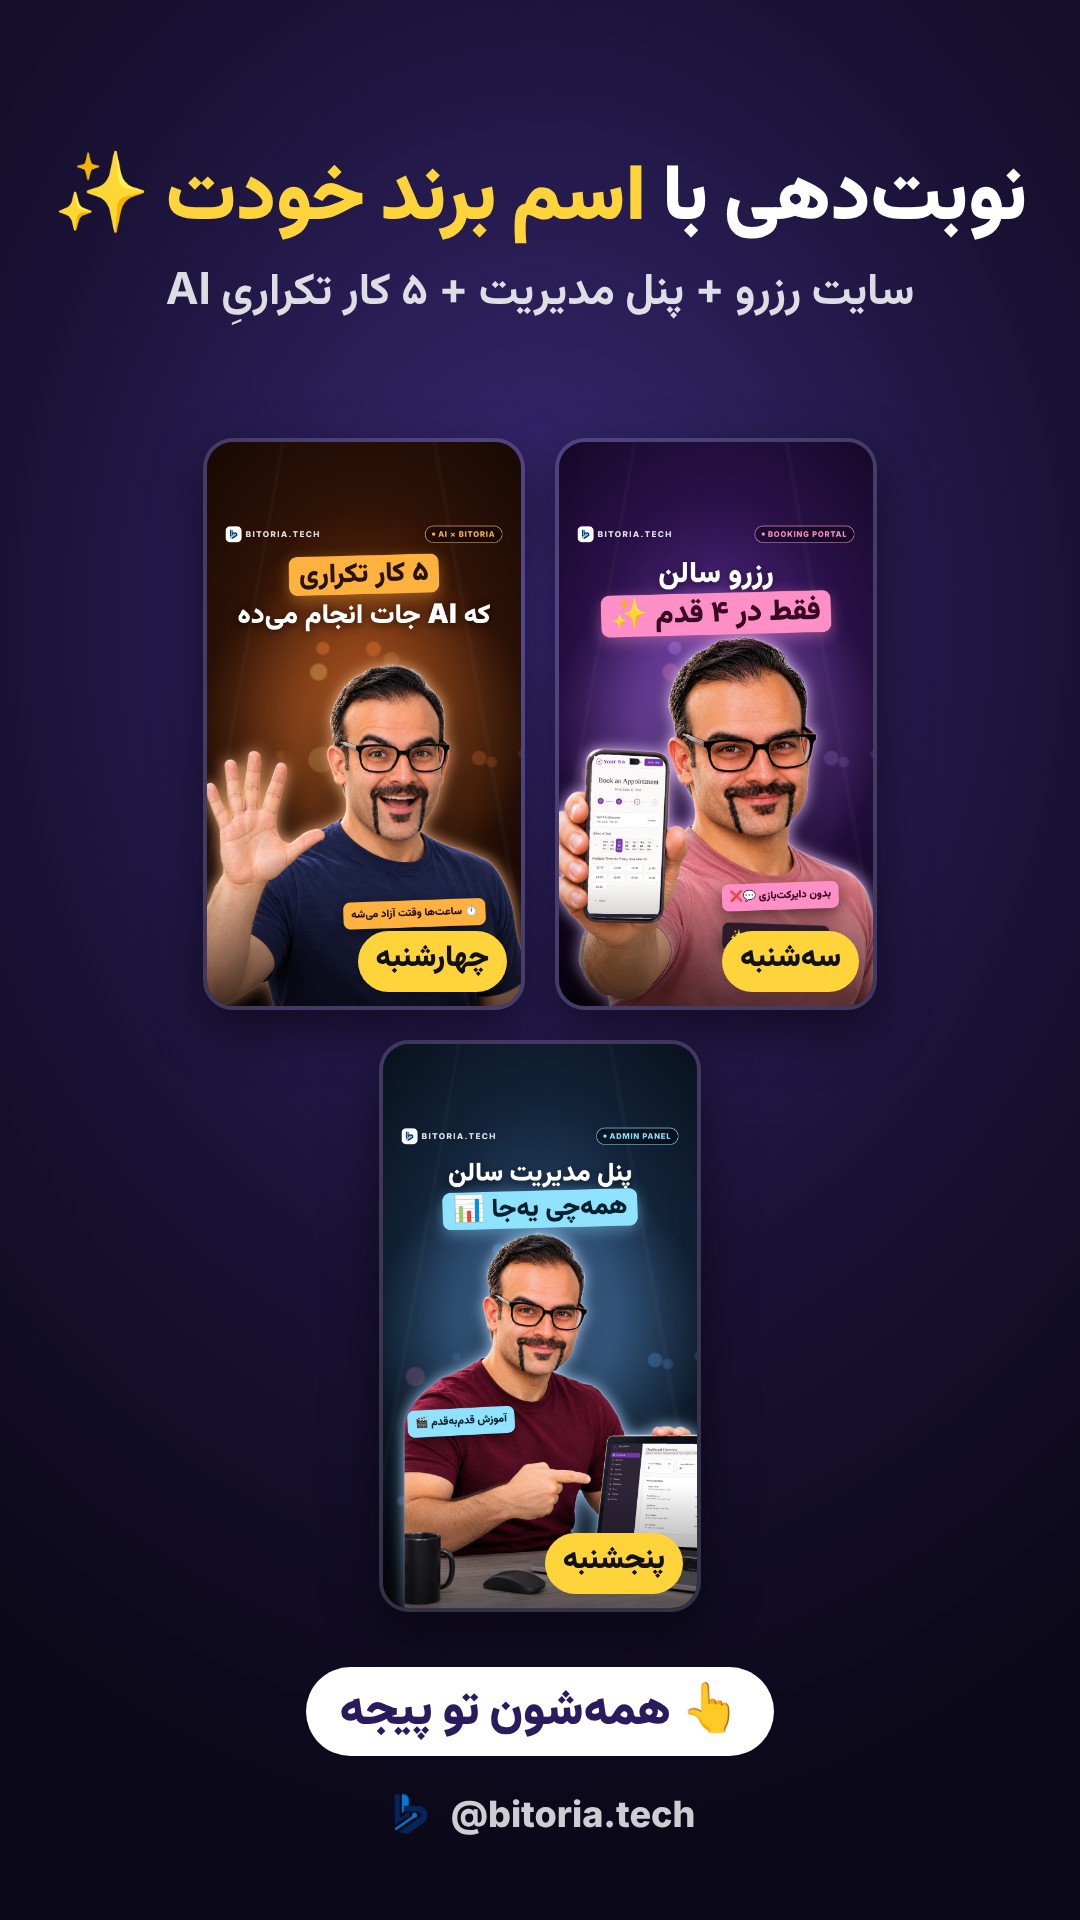 نوبت‌دهی با اسم برند خودت ✨
سایت رزرو + پنل مدیریت + ۵ کار تکراریِ AI
BITORIA.TECH
• BOOKING PORTAL
رزرو سالن
فقط در ۴ قدم ✨
Book an Appointment
بدون دایرکت‌بازی 💬❌
سه‌شنبه
BITORIA.TECH
• AI × BITORIA
۵ کار تکراری
که AI جات انجام می‌ده
⏱️ ساعت‌ها وقتت آزاد می‌شه
چهارشنبه
BITORIA.TECH
• ADMIN PANEL
پنل مدیریت سالن
همه‌چی یه‌جا 📊
آموزش قدم‌به‌قدم 🎬
پنجشنبه
👆 همه‌شون تو پیجه
@bitoria.tech